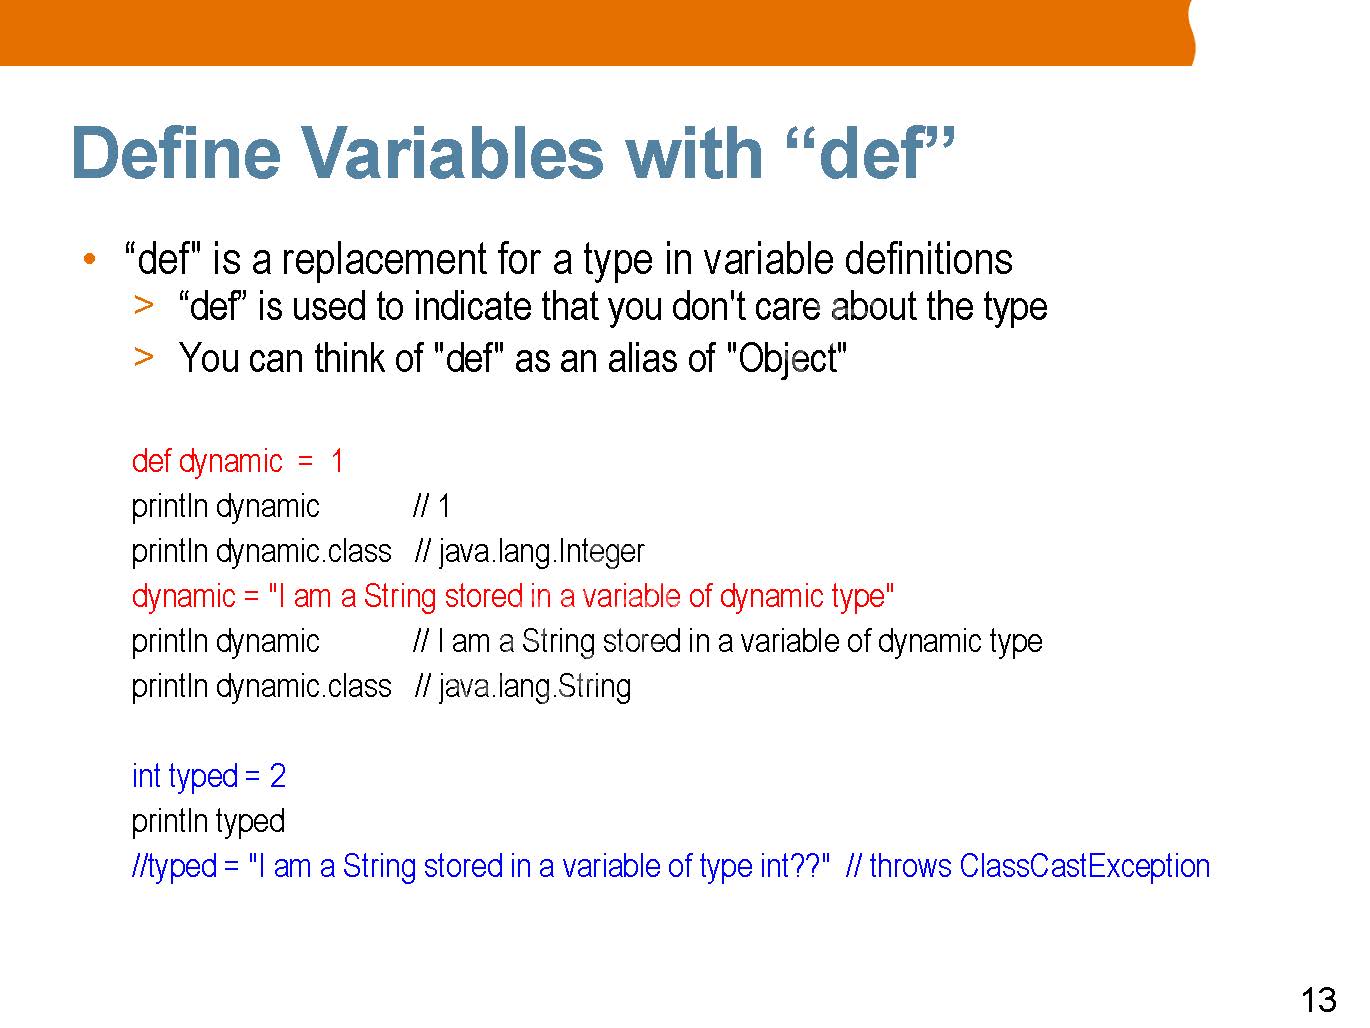 Define Variables with “def”
• “def" is a replacement for a type in variable definitions
> “def” is used to indicate that you don't care about the type
> You can think of "def" as an alias of "Object"
def dynamic = 1
println dynamic // 1
println dynamic.class // java.lang.Integer
dynamic = "I am a String stored in a variable of dynamic type"
println dynamic // I am a String stored in a variable of dynamic type
println dynamic.class // java.lang.String
int typed = 2
println typed
//typed = "I am a String stored in a variable of type int??" // throws ClassCastException
13